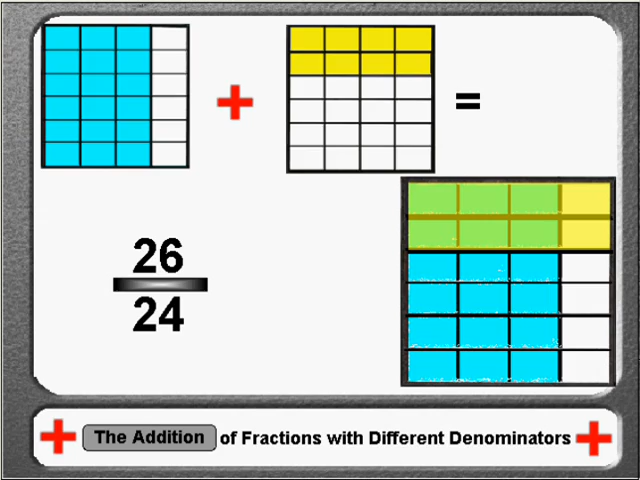 +
=
26
24
+ The Addition of Fractions with Different Denominators +